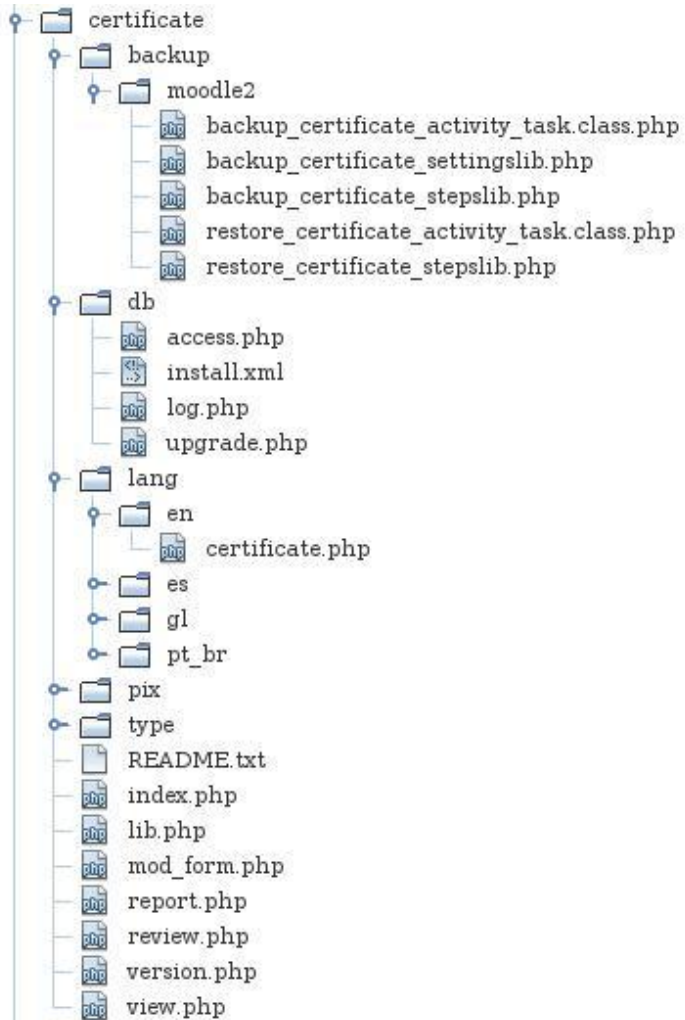 certificate
backup
moodle2
backup_certificate_activity_task.class.php
backup_certificate_settingslib.php
backup_certificate_stepslib.php
restore_certificate_activity_task.class.php
restore_certificate_stepslib.php
db
access.php
install.xml
log.php
upgrade.php
lang
en
certificate.php
es
gl
pt_br
pix
type
README.txt
index.php
lib.php
mod_form.php
report.php
review.php
version.php
view.php